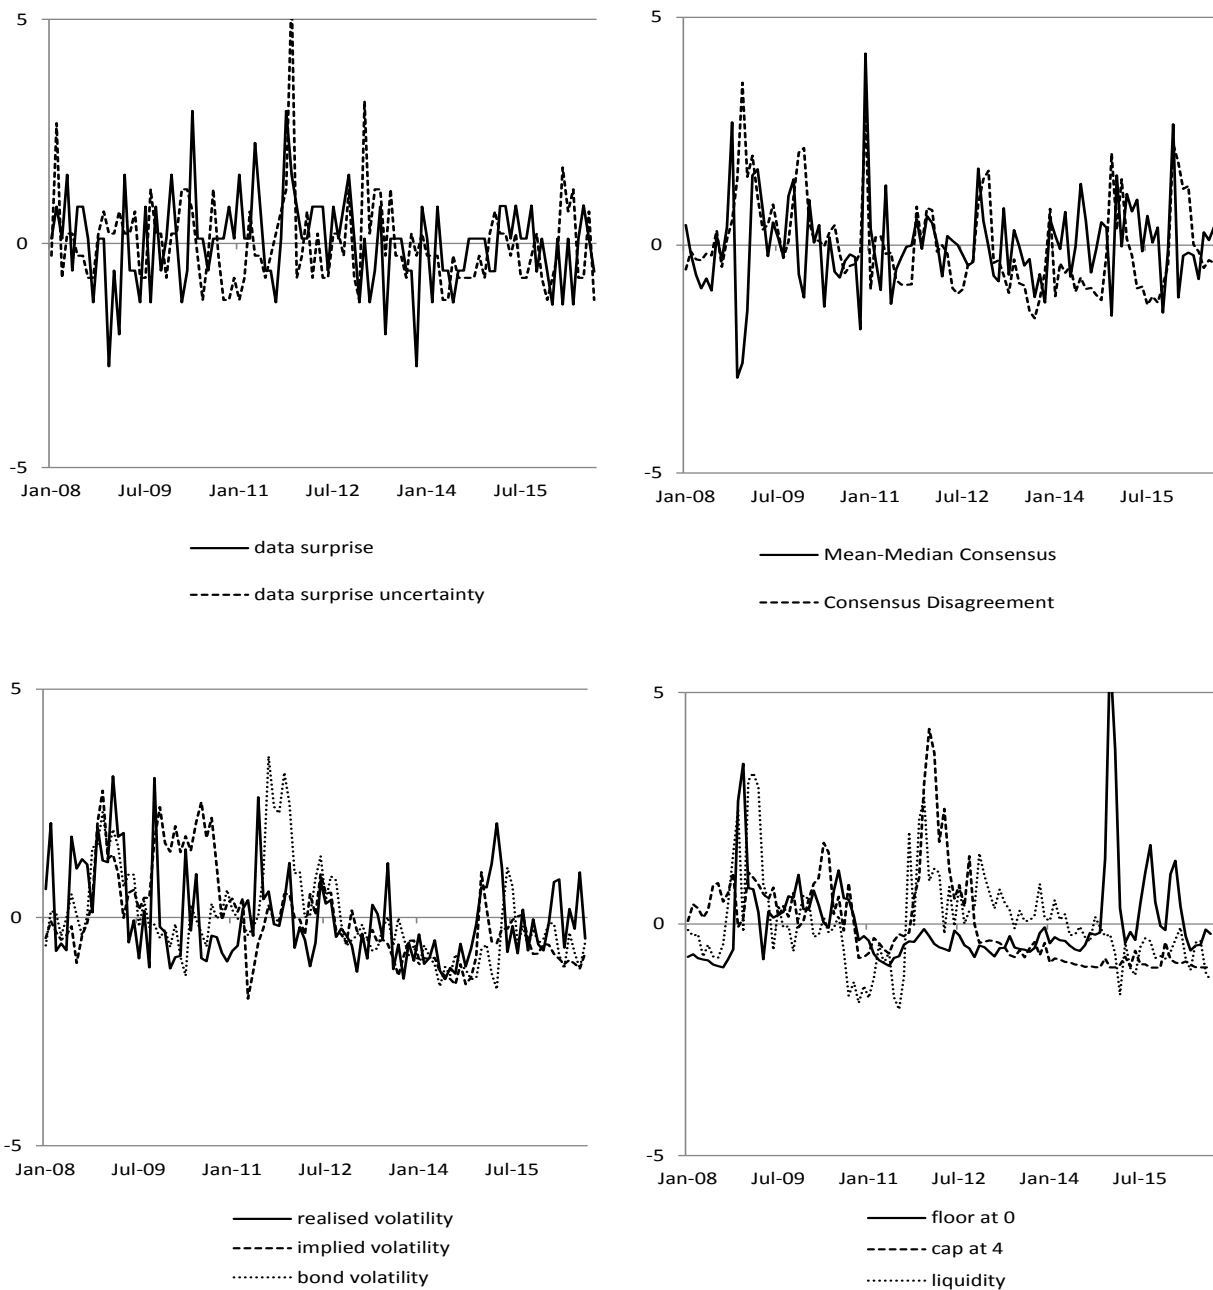 5
0
-5
Jan-08 Jul-09 Jan-11 Jul-12 Jan-14 Jul-15
data surprise
data surprise uncertainty
5
0
-5
Jan-08 Jul-09 Jan-11 Jul-12 Jan-14 Jul-15
Mean-Median Consensus
Consensus Disagreement
5
0
-5
Jan-08 Jul-09 Jan-11 Jul-12 Jan-14 Jul-15
realised volatility
implied volatility
bond volatility
5
0
-5
Jan-08 Jul-09 Jan-11 Jul-12 Jan-14 Jul-15
floor at 0
cap at 4
liquidity